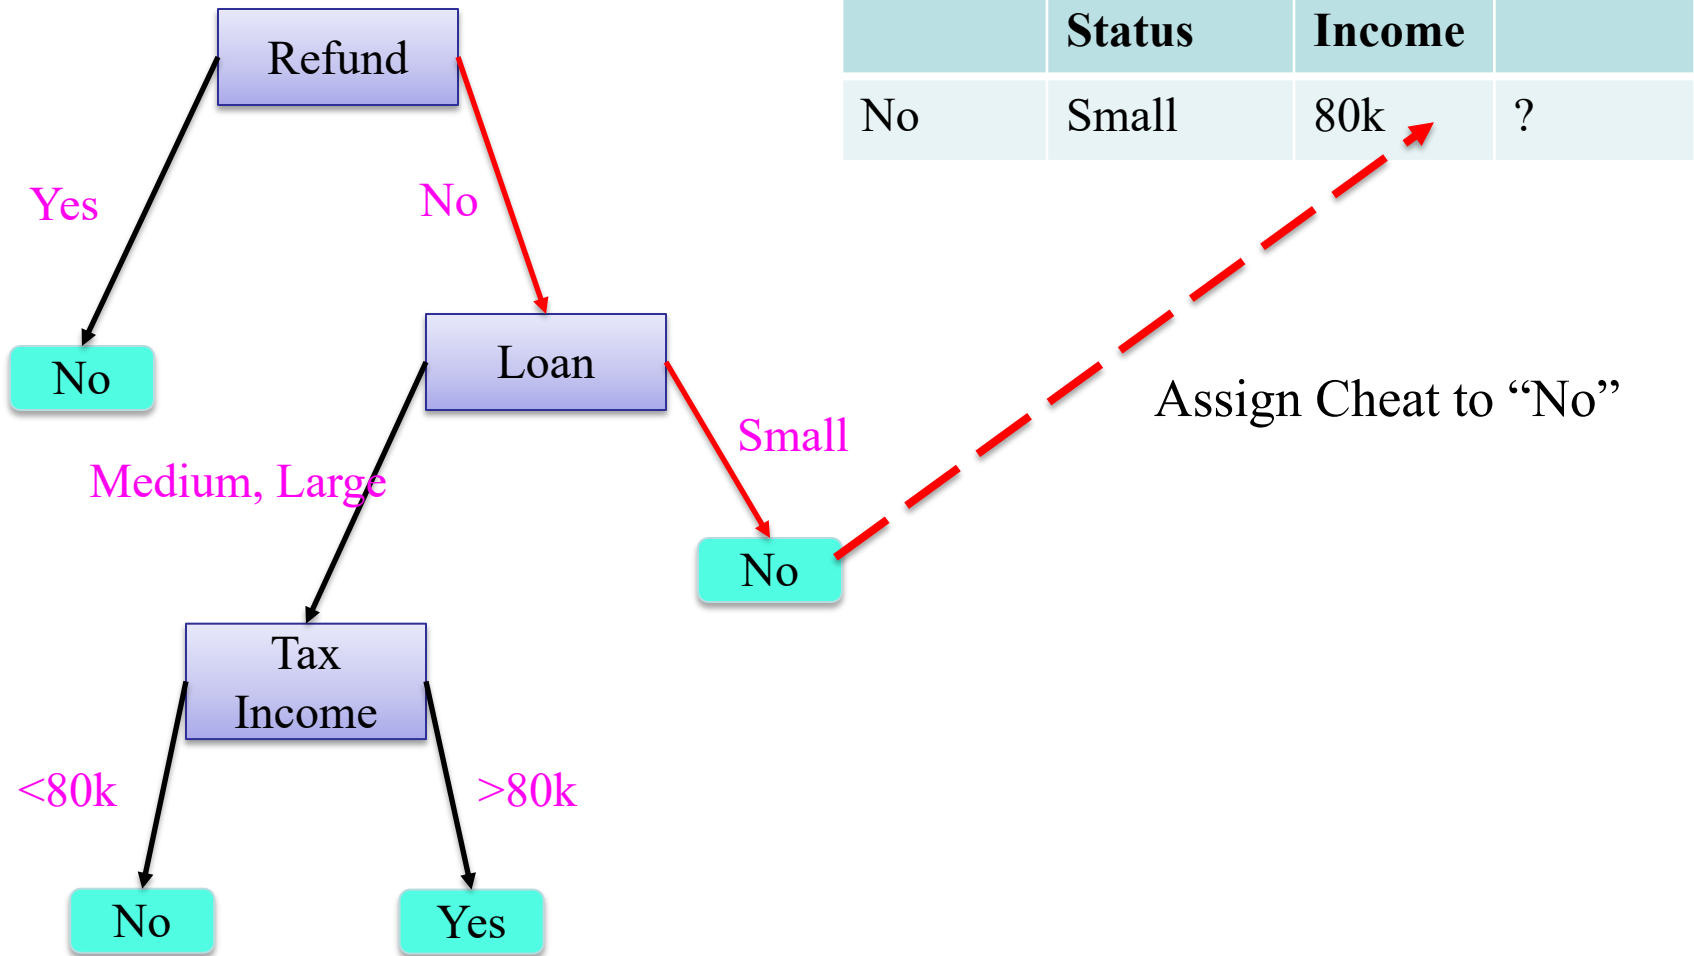 Refund
Status Income
No Small 80k ?
Yes
No
No
Loan
Assign Cheat to “No”
Small
Medium, Large
No
Tax
Income
<80k
>80k
No
Yes